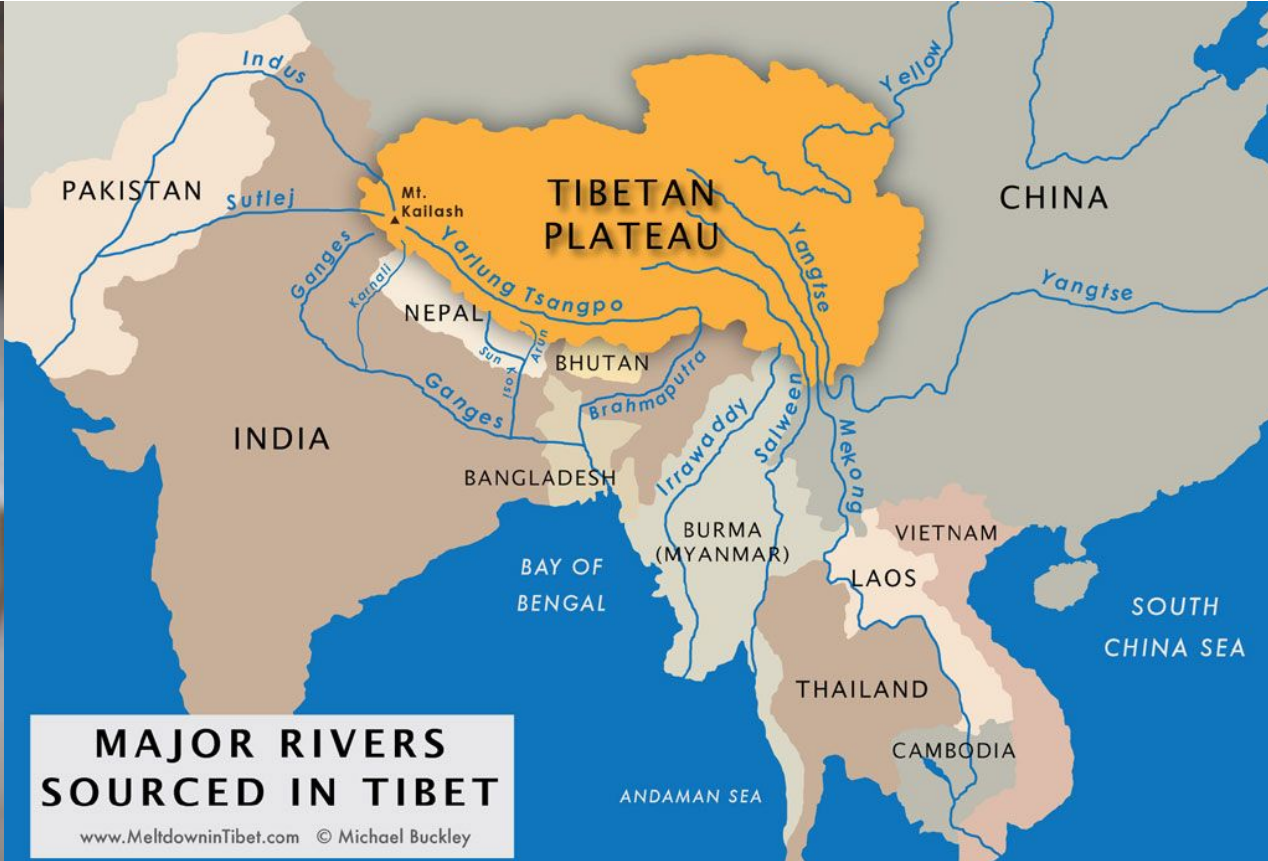 Indus
Yellow
PAKISTAN
Sutlej
Mt.
Kailash
TIBETAN
PLATEAU
CHINA
Ganges
Karnali
Yarlung Tsangpo
Yangtse
Yangtse
NEPAL
Sun Kosi
Arun
BHUTAN
Brahmaputra
Ganges
INDIA
BANGLADESH
Irrawaddy
Salween
Mekong
BURMA
(MYANMAR)
VIETNAM
LAOS
BAY OF
BENGAL
SOUTH
CHINA SEA
THAILAND
CAMBODIA
ANDAMAN SEA
MAJOR RIVERS
SOURCED IN TIBET
www.MeltdowninTibet.com © Michael Buckley